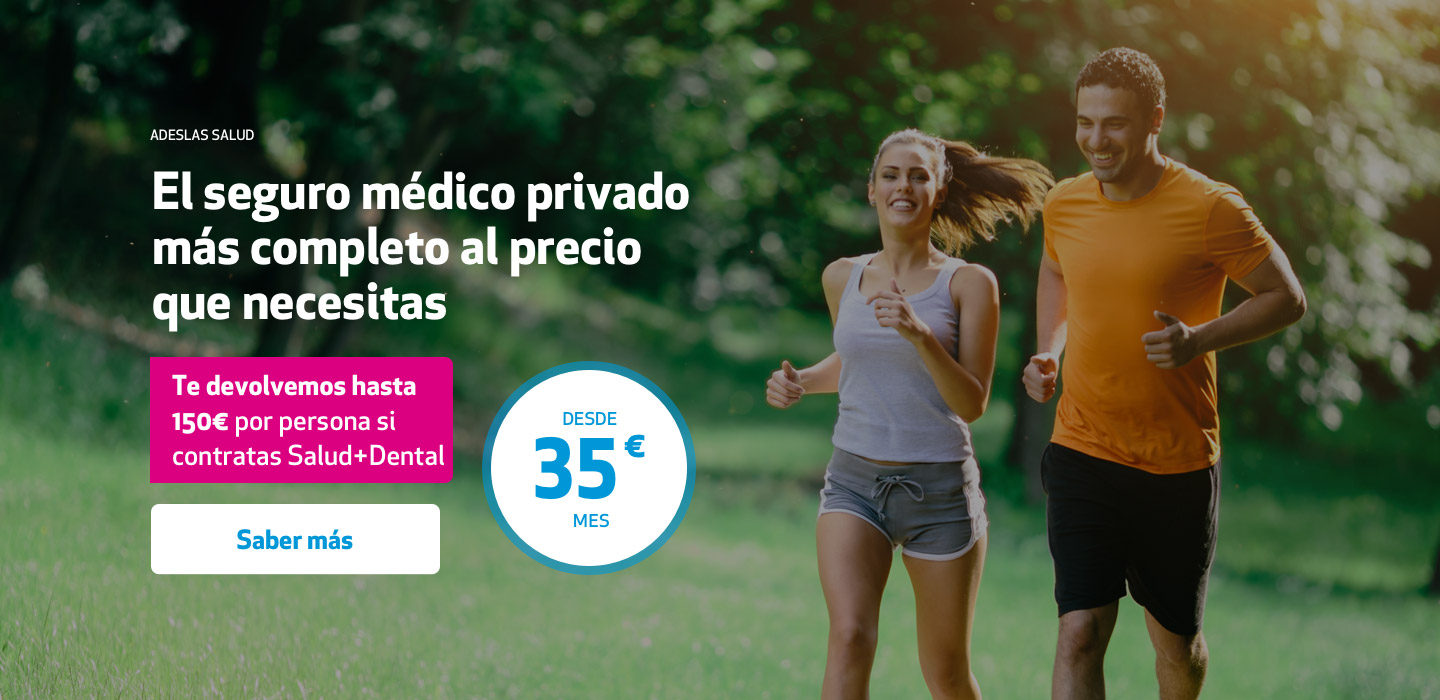 ADESLAS SALUD
El seguro médico privado
más completo al precio
que necesitas
Te devolvemos hasta
150€ por persona si
contratas Salud+Dental
Saber más
DESDE
35€
MES